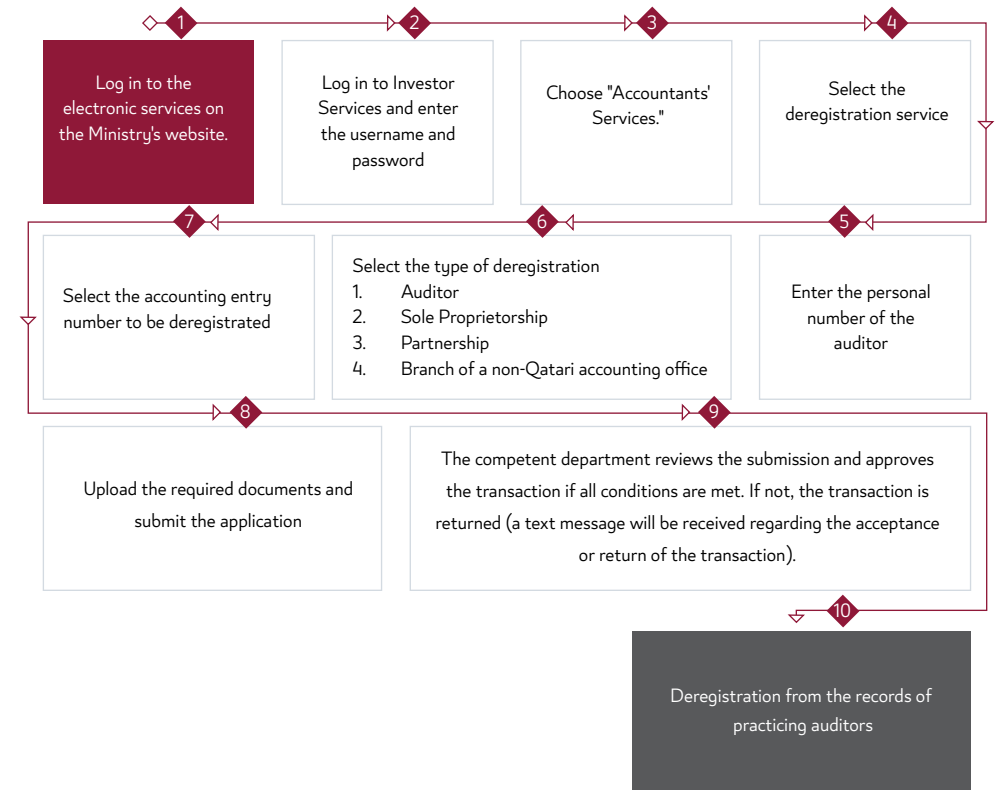 1
Log in to the
electronic services on
the Ministry's website.
2
Log in to Investor
Services and enter
the username and
password
3
Choose "Accountants'
Services."
4
Select the
deregistration service
5
Enter the personal
number of the
auditor
6
Select the type of deregistration
1. Auditor
2. Sole Proprietorship
3. Partnership
4. Branch of a non-Qatari accounting office
7
Select the accounting entry
number to be deregistrated
8
Upload the required documents and
submit the application
9
The competent department reviews the submission and approves
the transaction if all conditions are met. If not, the transaction is
returned (a text message will be received regarding the acceptance
or return of the transaction).
10
Deregistration from the records of
practicing auditors